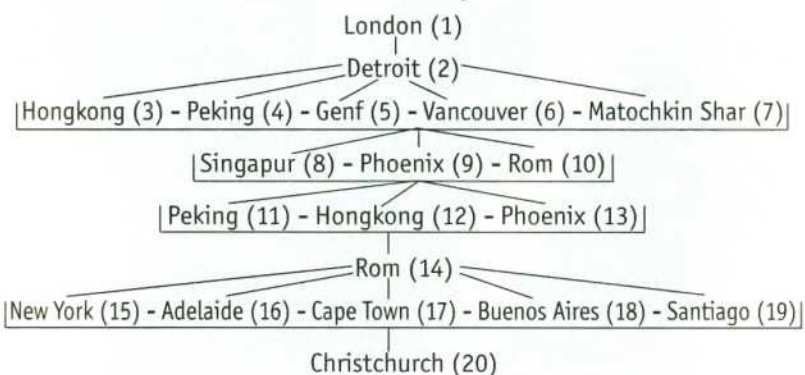 London (1)
Detroit (2)
Hongkong (3) - Peking (4) - Genf (5) - Vancouver (6) - Matochkin Shar (7)
Singapur (8) - Phoenix (9) - Rom (10)
Peking (11) - Hongkong (12) - Phoenix (13)
Rom (14)
New York (15) - Adelaide (16) - Cape Town (17) - Buenos Aires (18) - Santiago (19)
Christchurch (20)